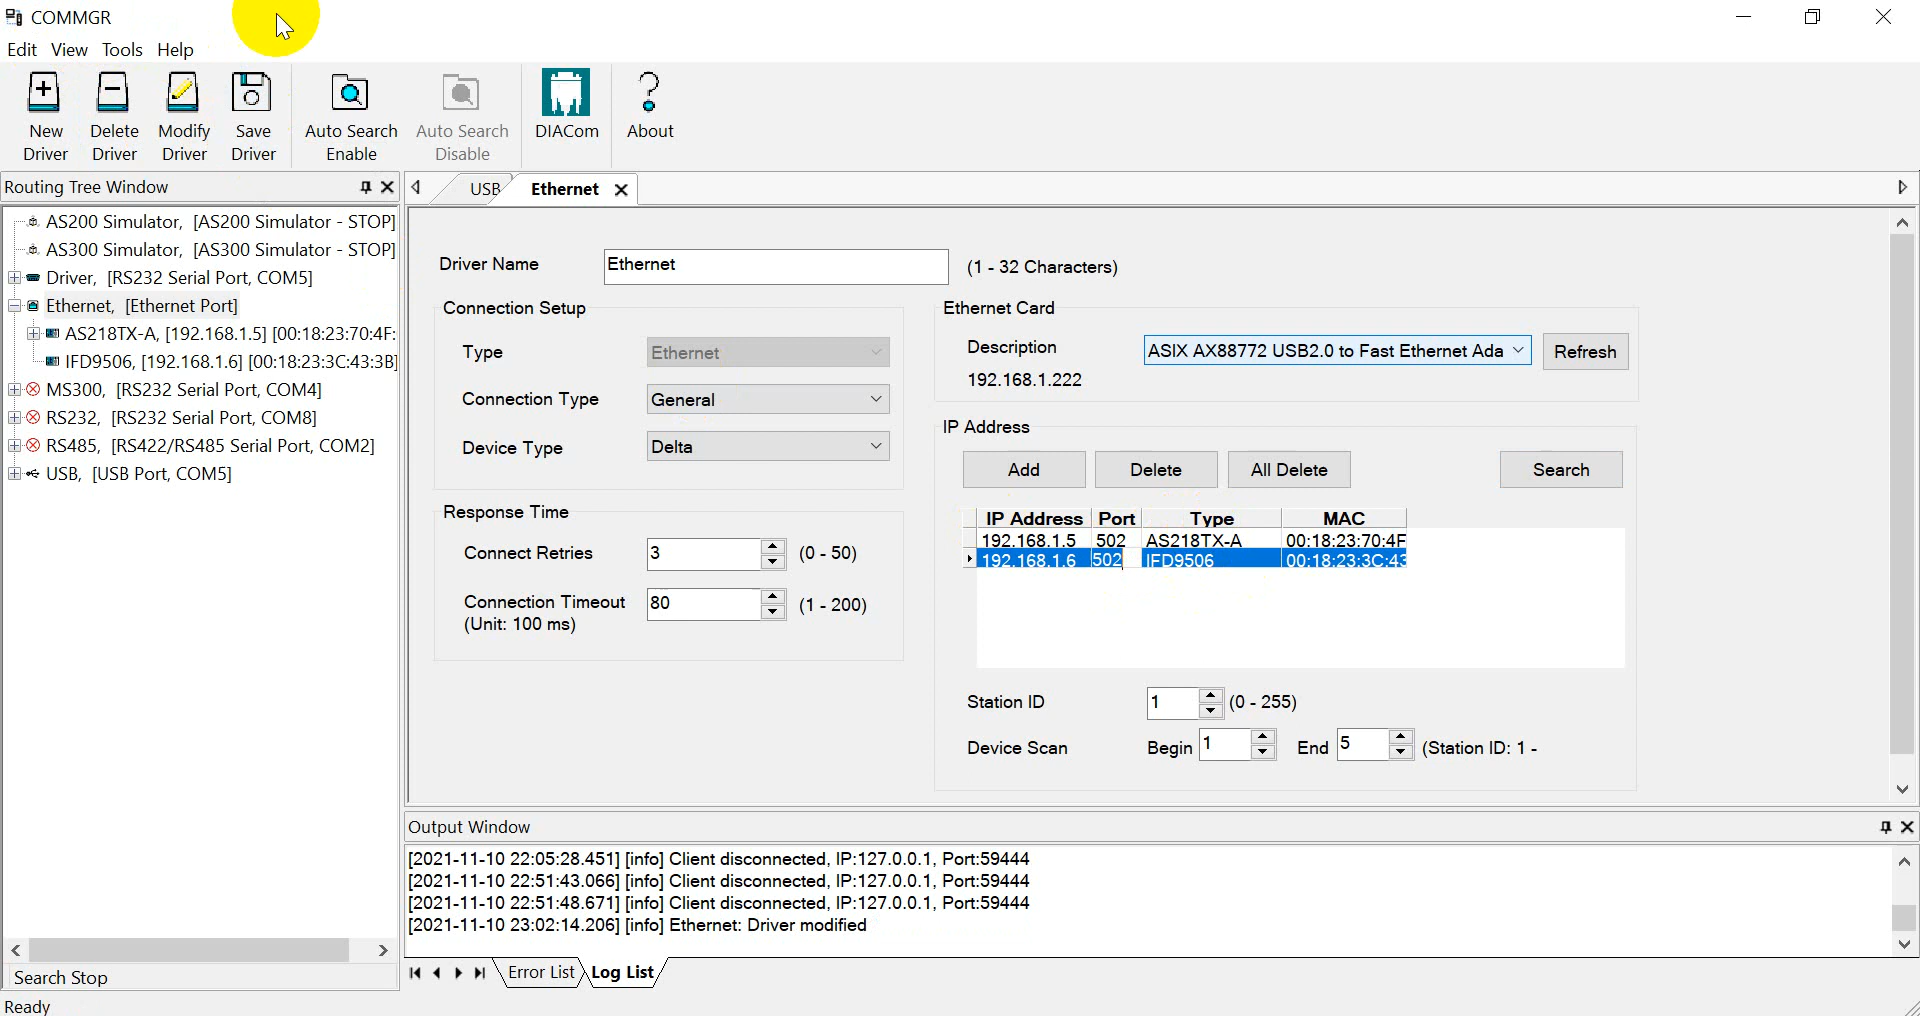 COMMGR
Edit View Tools Help
New Driver
Delete Driver
Modify Driver
Save Driver
Auto Search Enable
Auto Search Disable
DIACom
About
Routing Tree Window
AS200 Simulator, [AS200 Simulator - STOP]
AS300 Simulator, [AS300 Simulator - STOP]
Driver, [RS232 Serial Port, COM5]
Ethernet, [Ethernet Port]
AS218TX-A, [192.168.1.5] [00:18:23:70:4F:
IFD9506, [192.168.1.6] [00:18:23:3C:43:3B]
MS300, [RS232 Serial Port, COM4]
RS232, [RS232 Serial Port, COM8]
RS485, [RS422/RS485 Serial Port, COM2]
USB, [USB Port, COM5]
Search Stop
Ready
USB
Ethernet
Driver Name Ethernet (1 - 32 Characters)
Connection Setup
Type Ethernet
Connection Type General
Device Type Delta
Response Time
Connect Retries 3 (0 - 50)
Connection Timeout 80 (1 - 200)
(Unit: 100 ms)
Ethernet Card
Description ASIX AX88772 USB2.0 to Fast Ethernet Ada Refresh
192.168.1.222
IP Address
Add Delete All Delete Search
IP Address Port Type MAC
192.168.1.5 502 AS218TX-A 00:18:23:70:4F
192.168.1.6 502 IFD9506 00:18:23:3C:43
Station ID 1 (0 - 255)
Device Scan Begin 1 End 5 (Station ID: 1 -
Output Window
[2021-11-10 22:05:28.451] [info] Client disconnected, IP:127.0.0.1, Port:59444
[2021-11-10 22:51:43.066] [info] Client disconnected, IP:127.0.0.1, Port:59444
[2021-11-10 22:51:48.671] [info] Client disconnected, IP:127.0.0.1, Port:59444
[2021-11-10 23:02:14.206] [info] Ethernet: Driver modified
Error List Log List